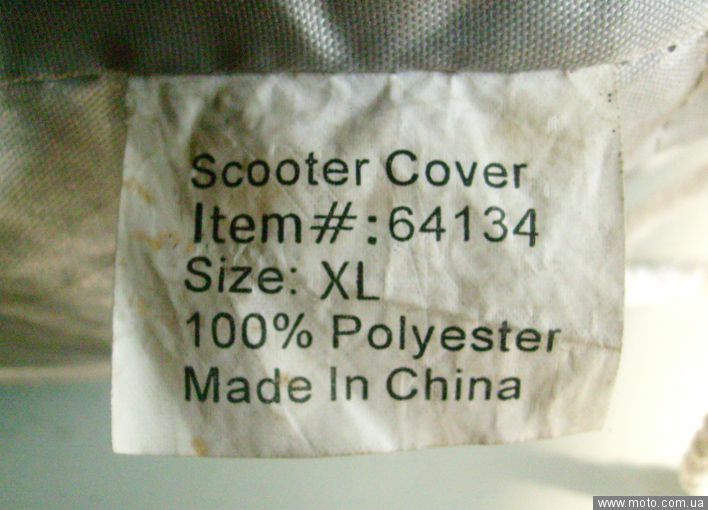 Scooter Cover
Item#:64134
Size: XL
100% Polyester
Made In China
www.moto.com.ua